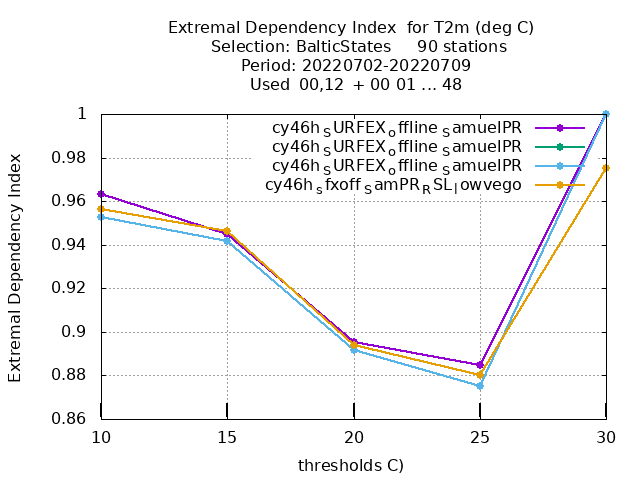 Extremal Dependency Index for T2m (deg C)
Selection: BalticStates 90 stations
Period: 20220702-20220709
Used 00,12 + 00 01 ... 48
cy46h_SURFEX_offline_SamuelPR
cy46h_SURFEX_offline_SamuelPR
cy46h_SURFEX_offline_SamuelPR
cy46h_sfxoff_SamPR_RSL_lowvego
Extremal Dependency Index
1
0.98
0.96
0.94
0.92
0.9
0.88
0.86
10 15 20 25 30
thresholds C)